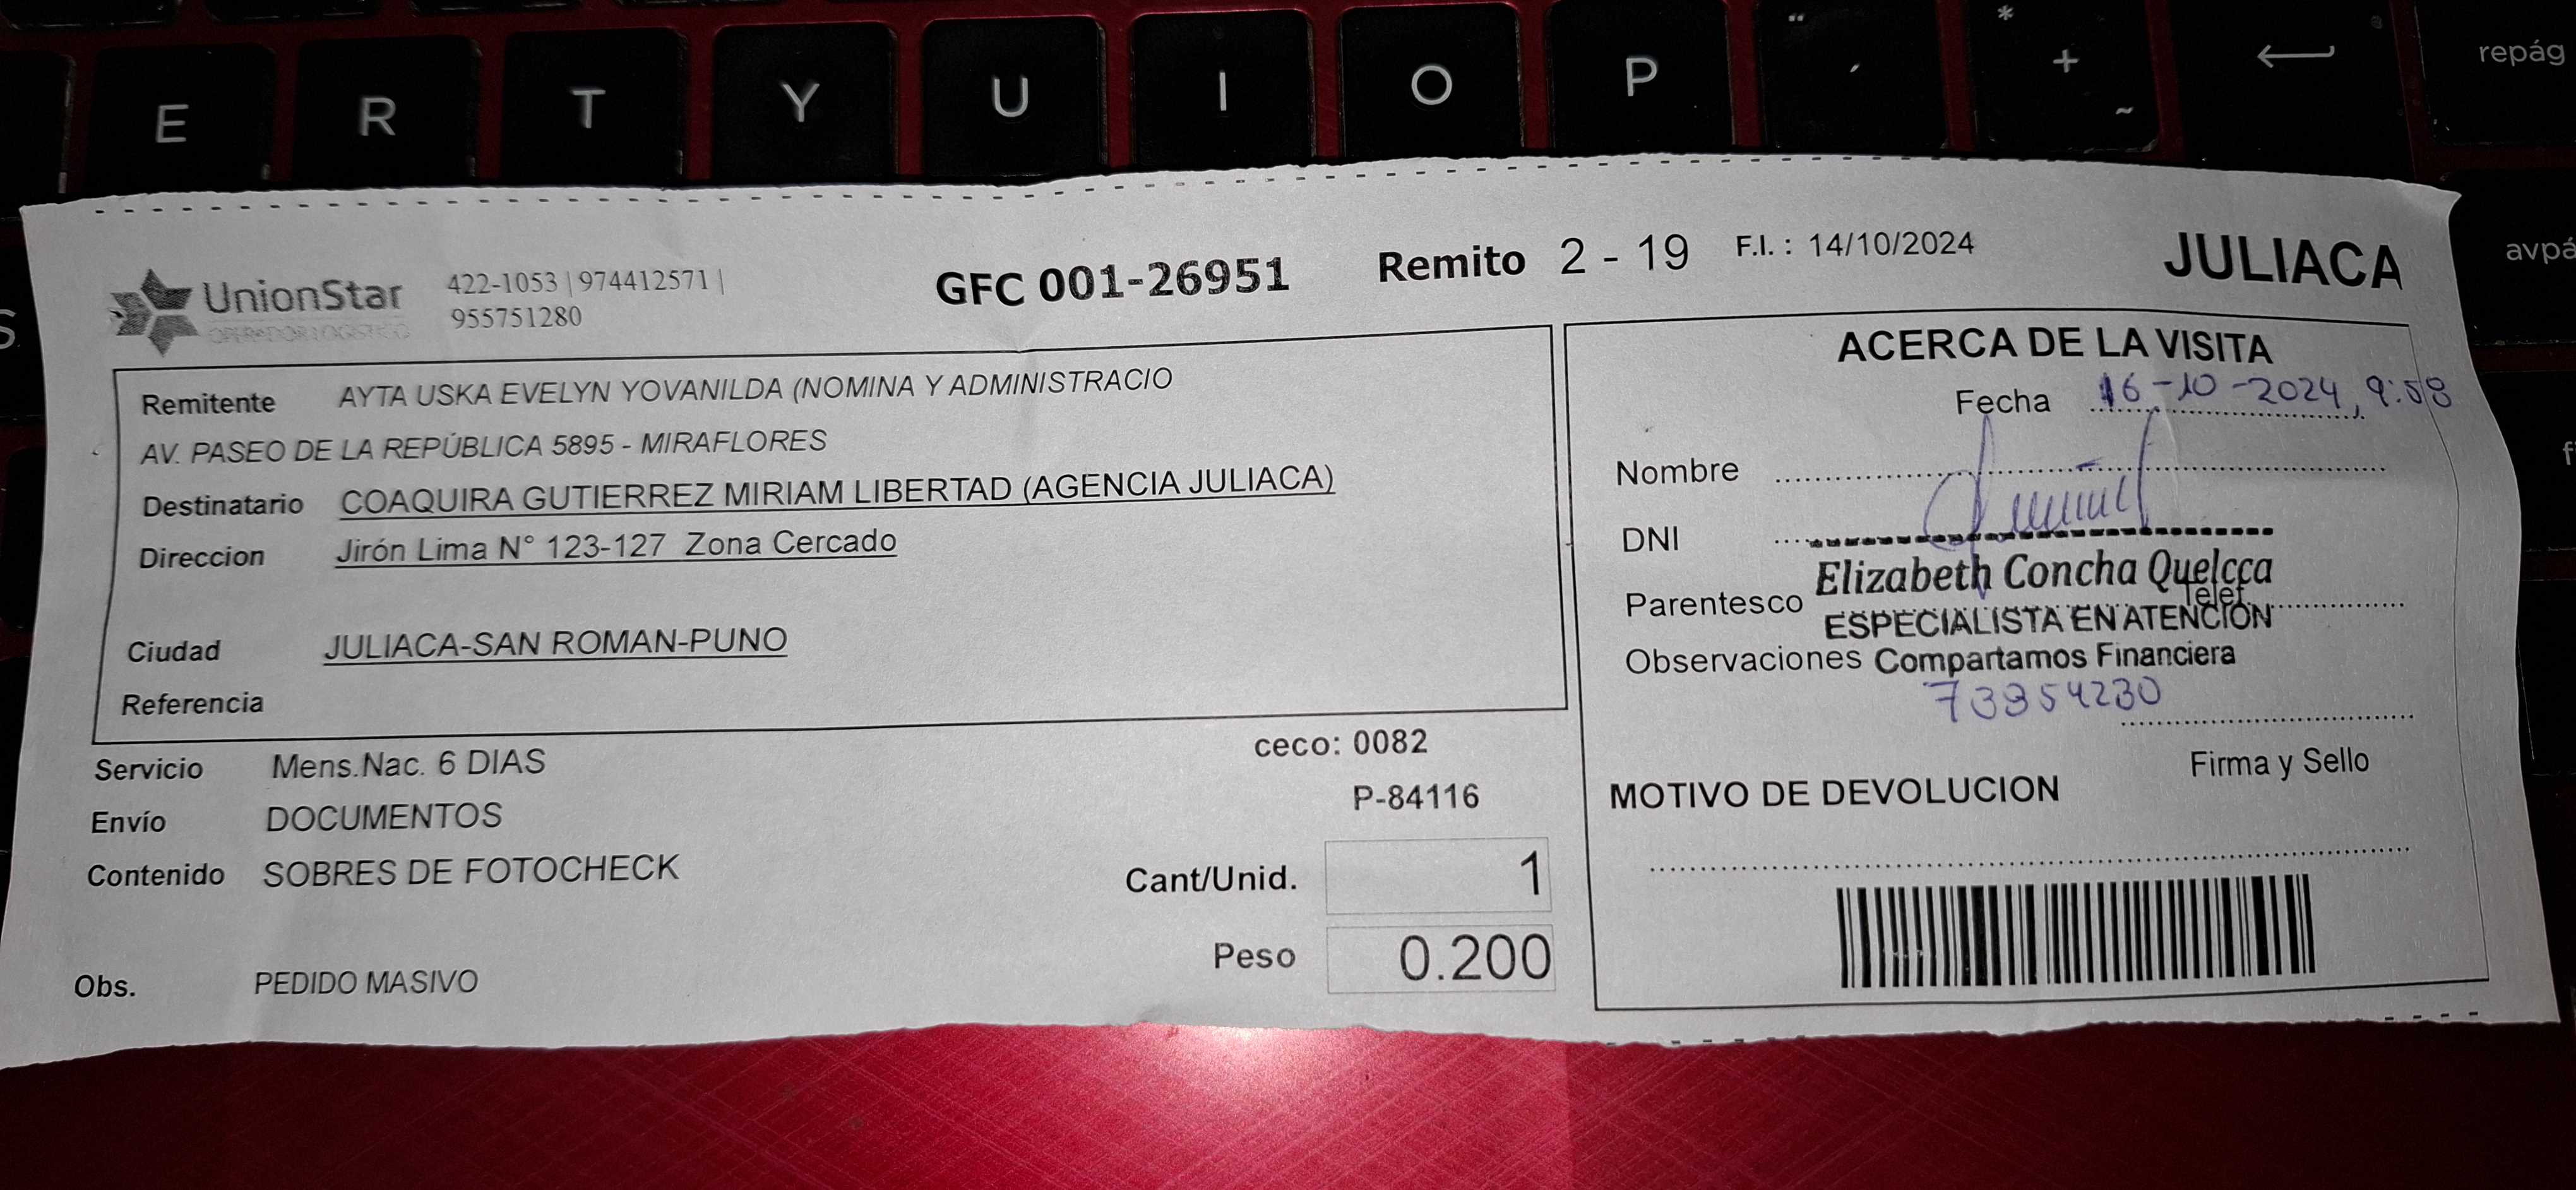 E R T Y U I O P ¨ ´ * + ~ repág
S
avpá
f
UnionStar
OPERADOR LOGISTICO
422-1053 | 974412571 |
955751280
GFC 001-26951
Remito 2 - 19
F.I. : 14/10/2024
JULIACA
Remitente AYTA USKA EVELYN YOVANILDA (NOMINA Y ADMINISTRACIO
AV. PASEO DE LA REPÚBLICA 5895 - MIRAFLORES
Destinatario COAQUIRA GUTIERREZ MIRIAM LIBERTAD (AGENCIA JULIACA)
Direccion Jirón Lima N° 123-127 Zona Cercado
Ciudad JULIACA-SAN ROMAN-PUNO
Referencia
Servicio Mens.Nac. 6 DIAS
Envío DOCUMENTOS
Contenido SOBRES DE FOTOCHECK
Obs. PEDIDO MASIVO
ceco: 0082
P-84116
Cant/Unid. 1
Peso 0.200
ACERCA DE LA VISITA
Fecha 16-10-2024, 9:58
Nombre
DNI
Elizabeth Concha Quelcca
Parentesco Telef.
ESPECIALISTA EN ATENCIÓN
Observaciones Compartamos Financiera
Firma y Sello
MOTIVO DE DEVOLUCION